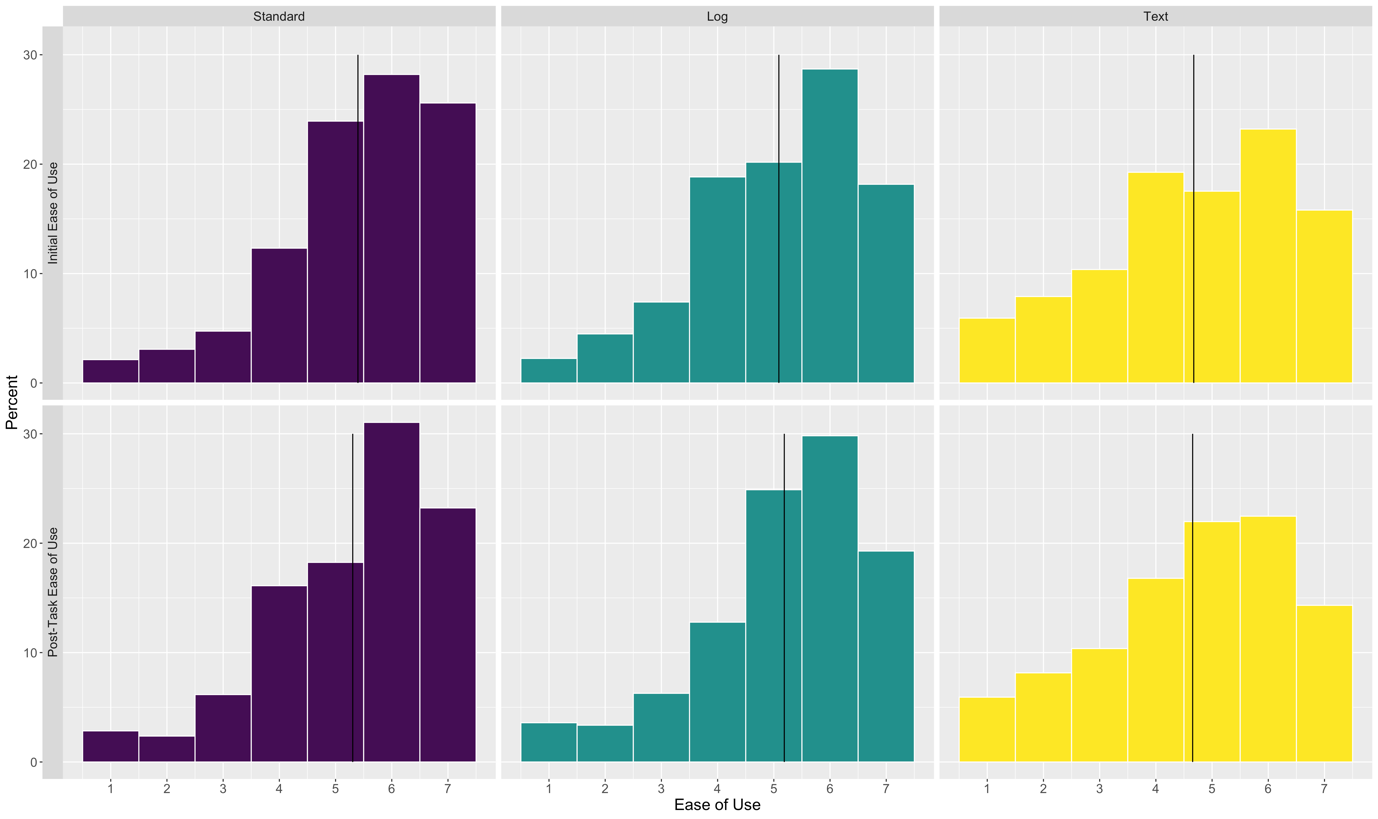 Standard
Log
Text
Percent
Initial Ease of Use
30
20
10
0
Post-Task Ease of Use
30
20
10
0
1 2 3 4 5 6 7
1 2 3 4 5 6 7
1 2 3 4 5 6 7
Ease of Use